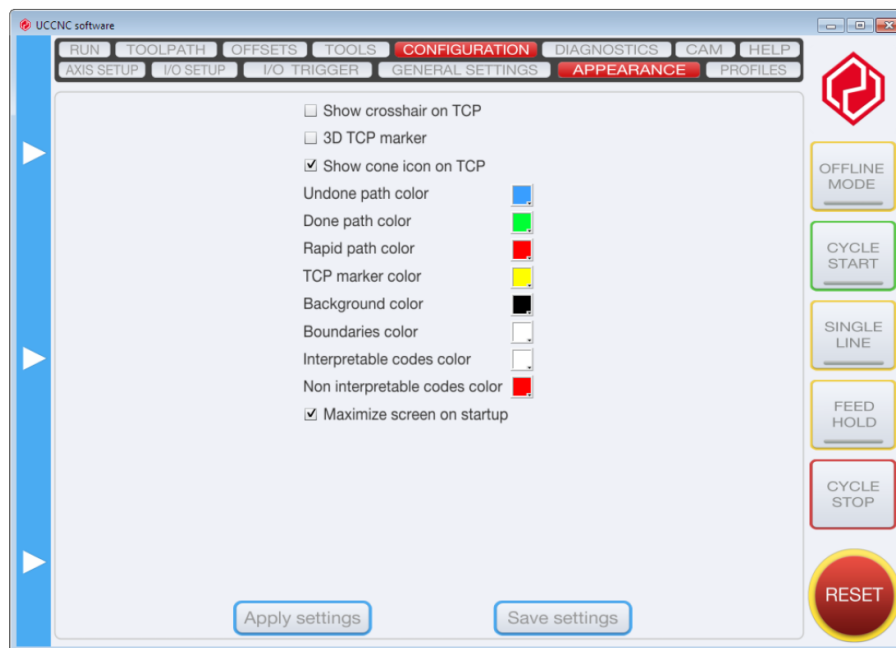 UCCNC software
RUN TOOLPATH OFFSETS TOOLS CONFIGURATION DIAGNOSTICS CAM HELP
AXIS SETUP I/O SETUP I/O TRIGGER GENERAL SETTINGS APPEARANCE PROFILES
Show crosshair on TCP
3D TCP marker
Show cone icon on TCP
Undone path color
Done path color
Rapid path color
TCP marker color
Background color
Boundaries color
Interpretable codes color
Non interpretable codes color
Maximize screen on startup
Apply settings Save settings
OFFLINE
MODE
CYCLE
START
SINGLE
LINE
FEED
HOLD
CYCLE
STOP
RESET